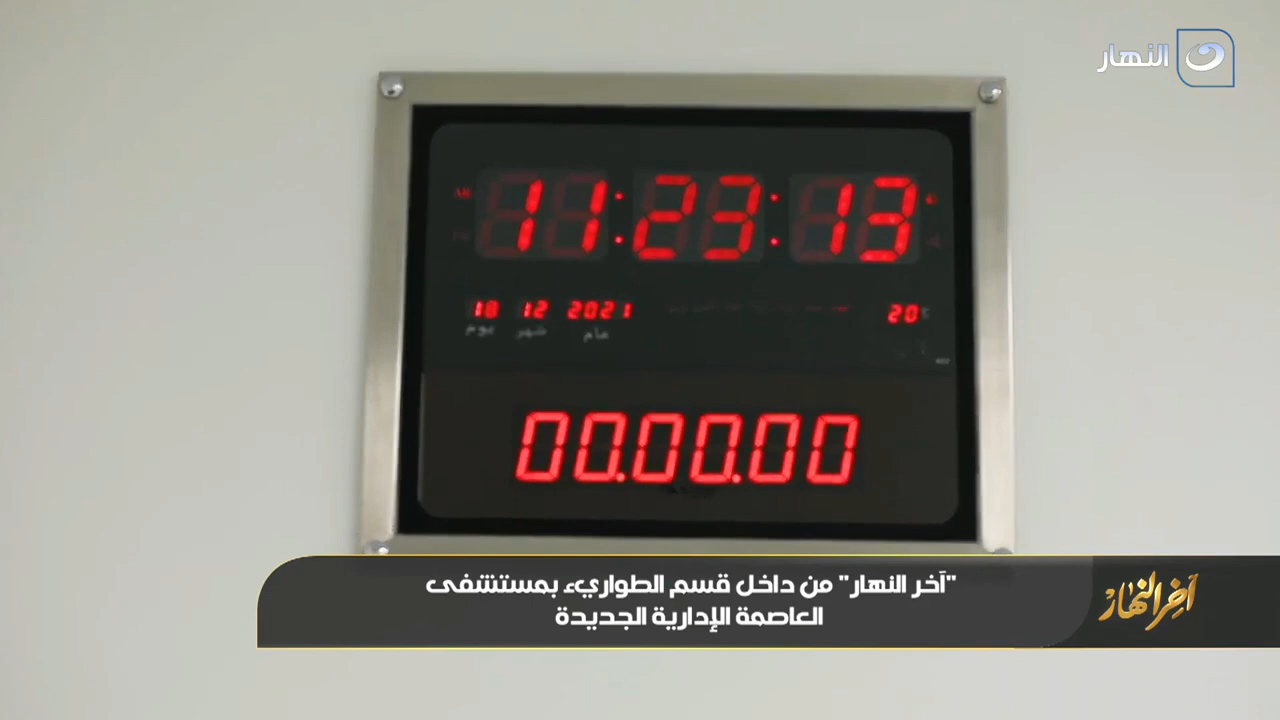 النهار
11:23:13
18 12 2021
20
يوم شهر عام
00.00.00
"آخر النهار" من داخل قسم الطواريء بمستشفى
العاصمة الإدارية الجديدة
آخر النهار